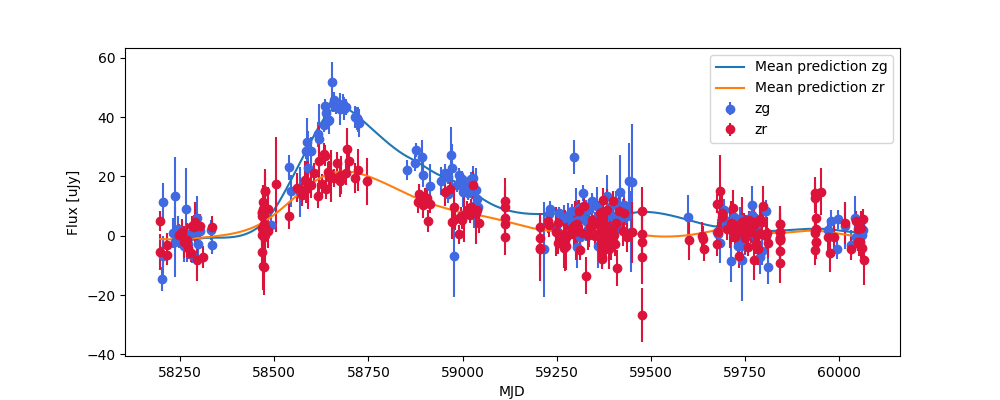 60
40
20
0
−20
−40
Flux [uJy]
58250
58500
58750
59000
59250
59500
59750
60000
MJD
Mean prediction zg
Mean prediction zr
zg
zr